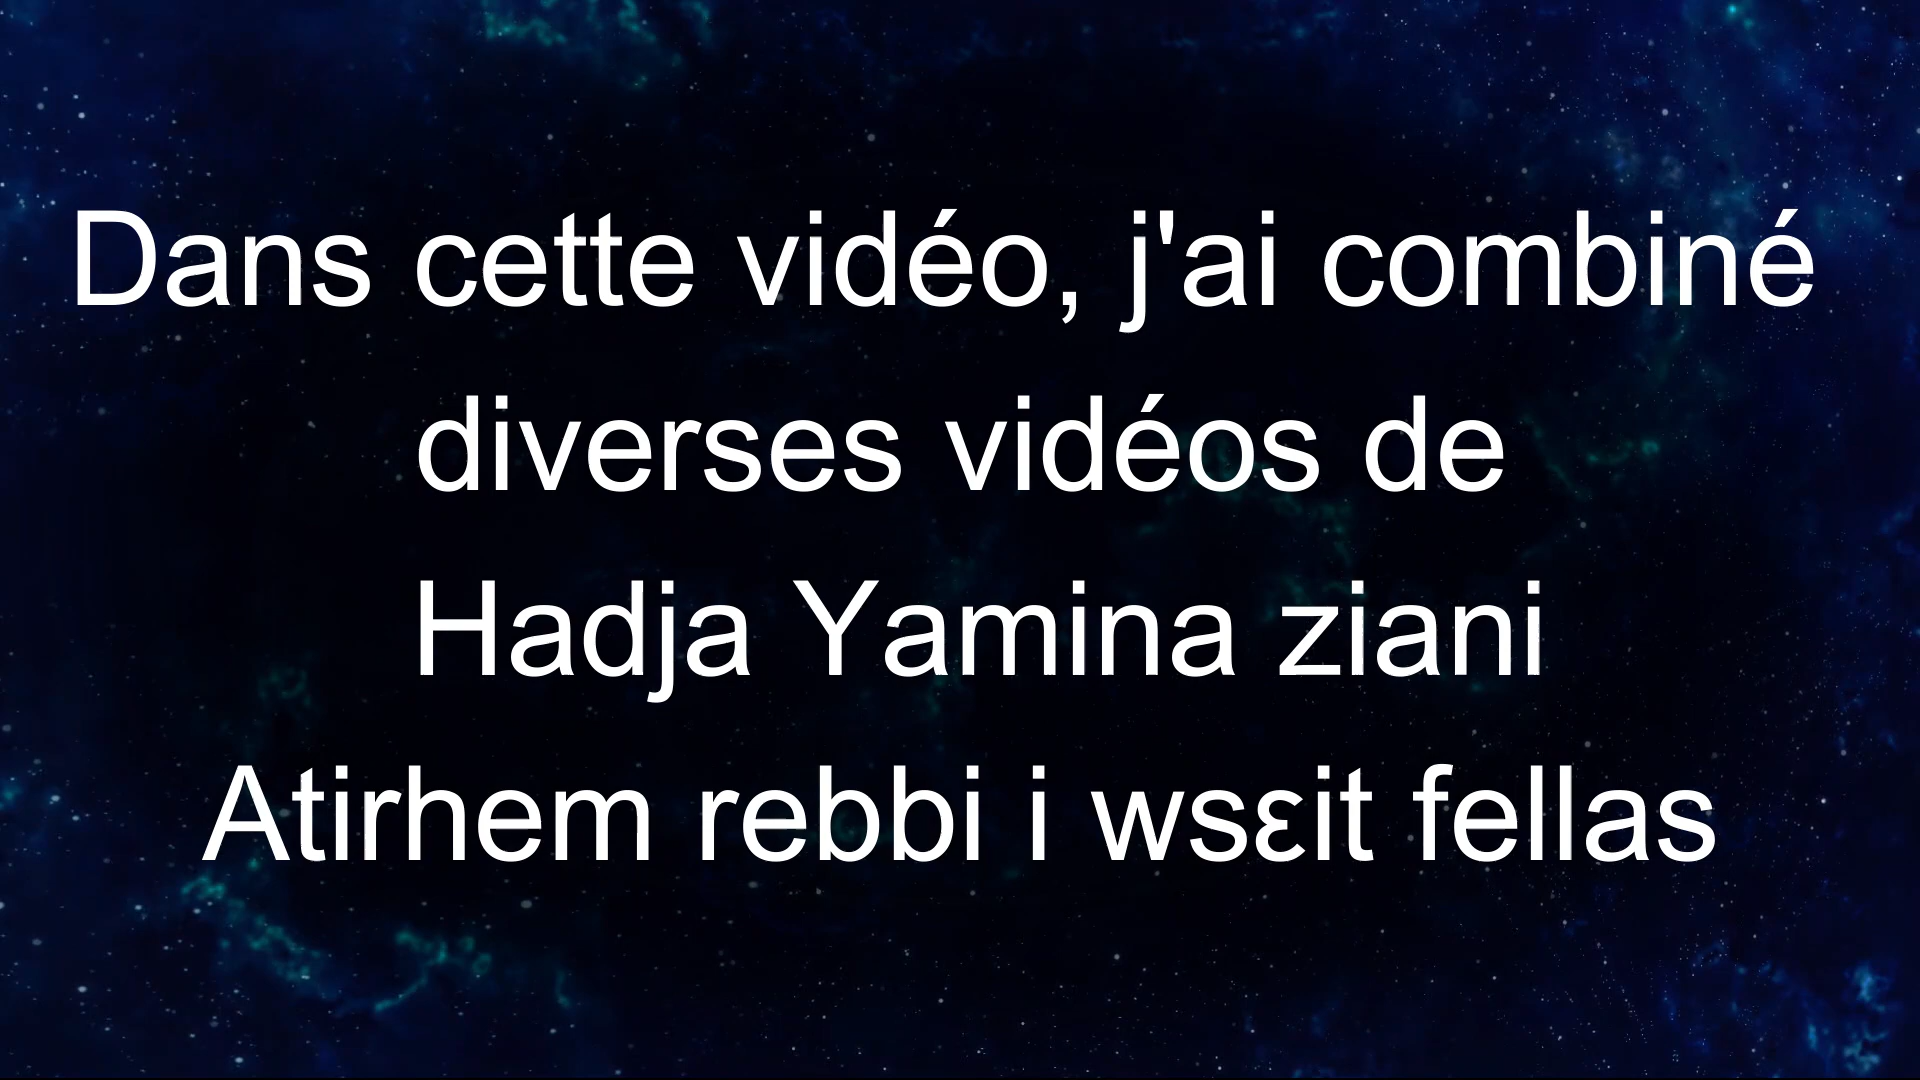 Dans cette vidéo, j'ai combiné
diverses vidéos de
Hadja Yamina ziani
Atirhem rebbi i wsɛit fellas